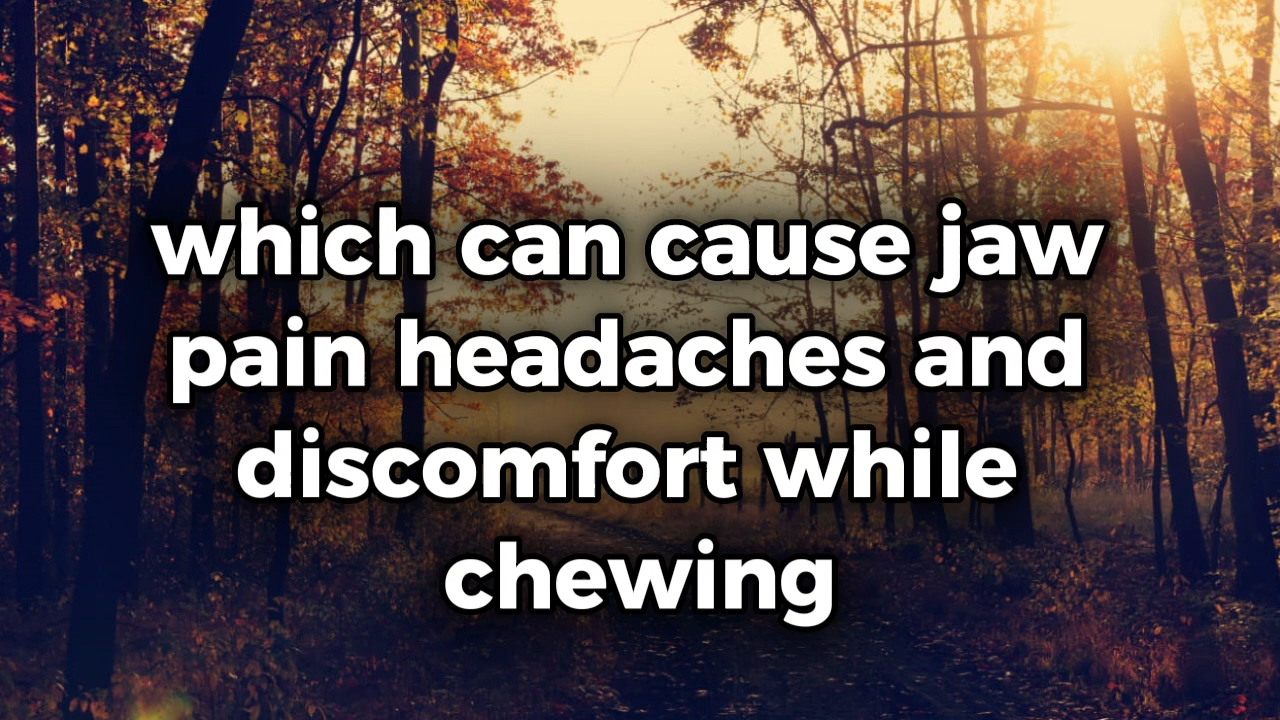 which can cause jaw
pain headaches and
discomfort while
chewing